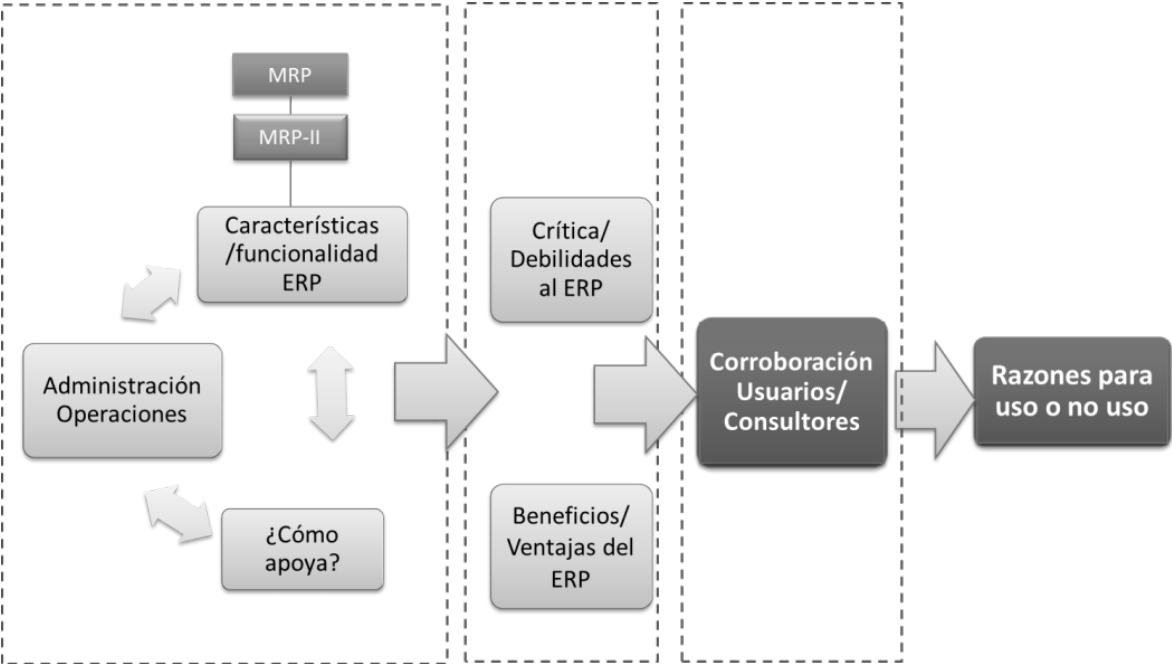 MRP
MRP-II
Características
/funcionalidad
ERP
Administración
Operaciones
¿Cómo
apoya?
Crítica/
Debilidades
al ERP
Beneficios/
Ventajas del
ERP
Corroboración
Usuarios/
Consultores
Razones para
uso o no uso